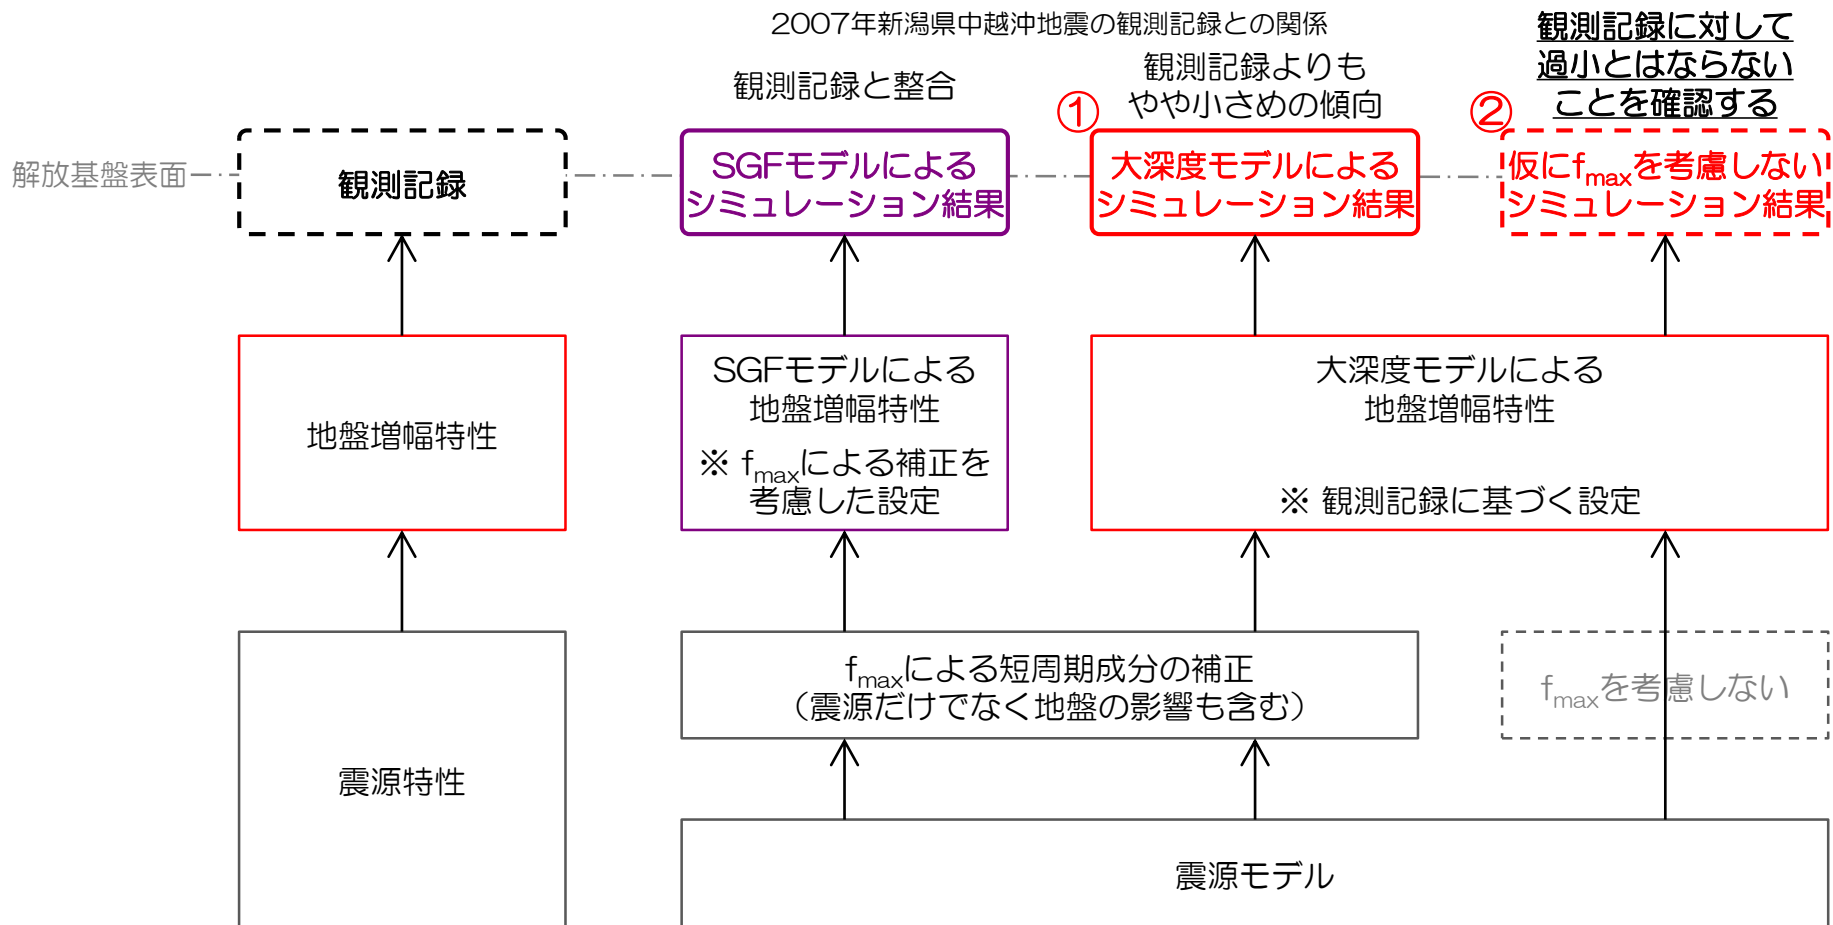 2007年新潟県中越沖地震の観測記録との関係
観測記録と整合
観測記録よりも
やや小さめの傾向
観測記録に対して
過小とはならない
ことを確認する
①
②
解放基盤表面
観測記録
SGFモデルによる
シミュレーション結果
大深度モデルによる
シミュレーション結果
仮にfmaxを考慮しない
シミュレーション結果
地盤増幅特性
SGFモデルによる
地盤増幅特性
※ fmaxによる補正を
考慮した設定
大深度モデルによる
地盤増幅特性
※ 観測記録に基づく設定
震源特性
fmaxによる短周期成分の補正
（震源だけでなく地盤の影響も含む）
fmaxを考慮しない
震源モデル